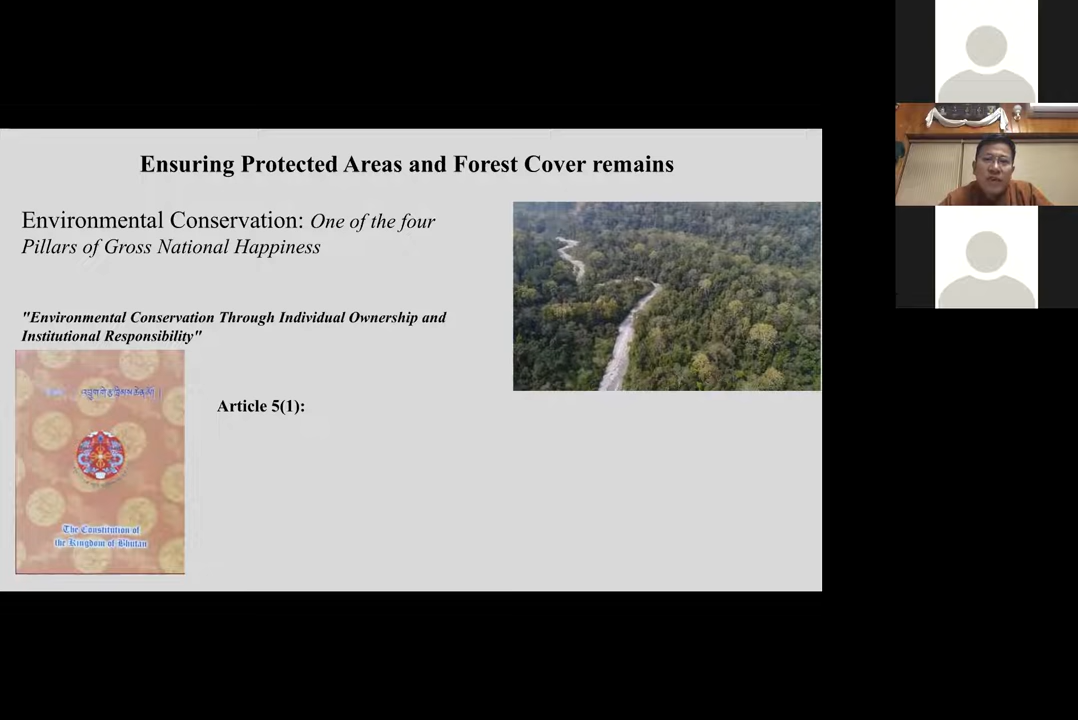 Ensuring Protected Areas and Forest Cover remains
Environmental Conservation: One of the four
Pillars of Gross National Happiness
"Environmental Conservation Through Individual Ownership and
Institutional Responsibility"
Article 5(1):
The Constitution of
the Kingdom of Bhutan